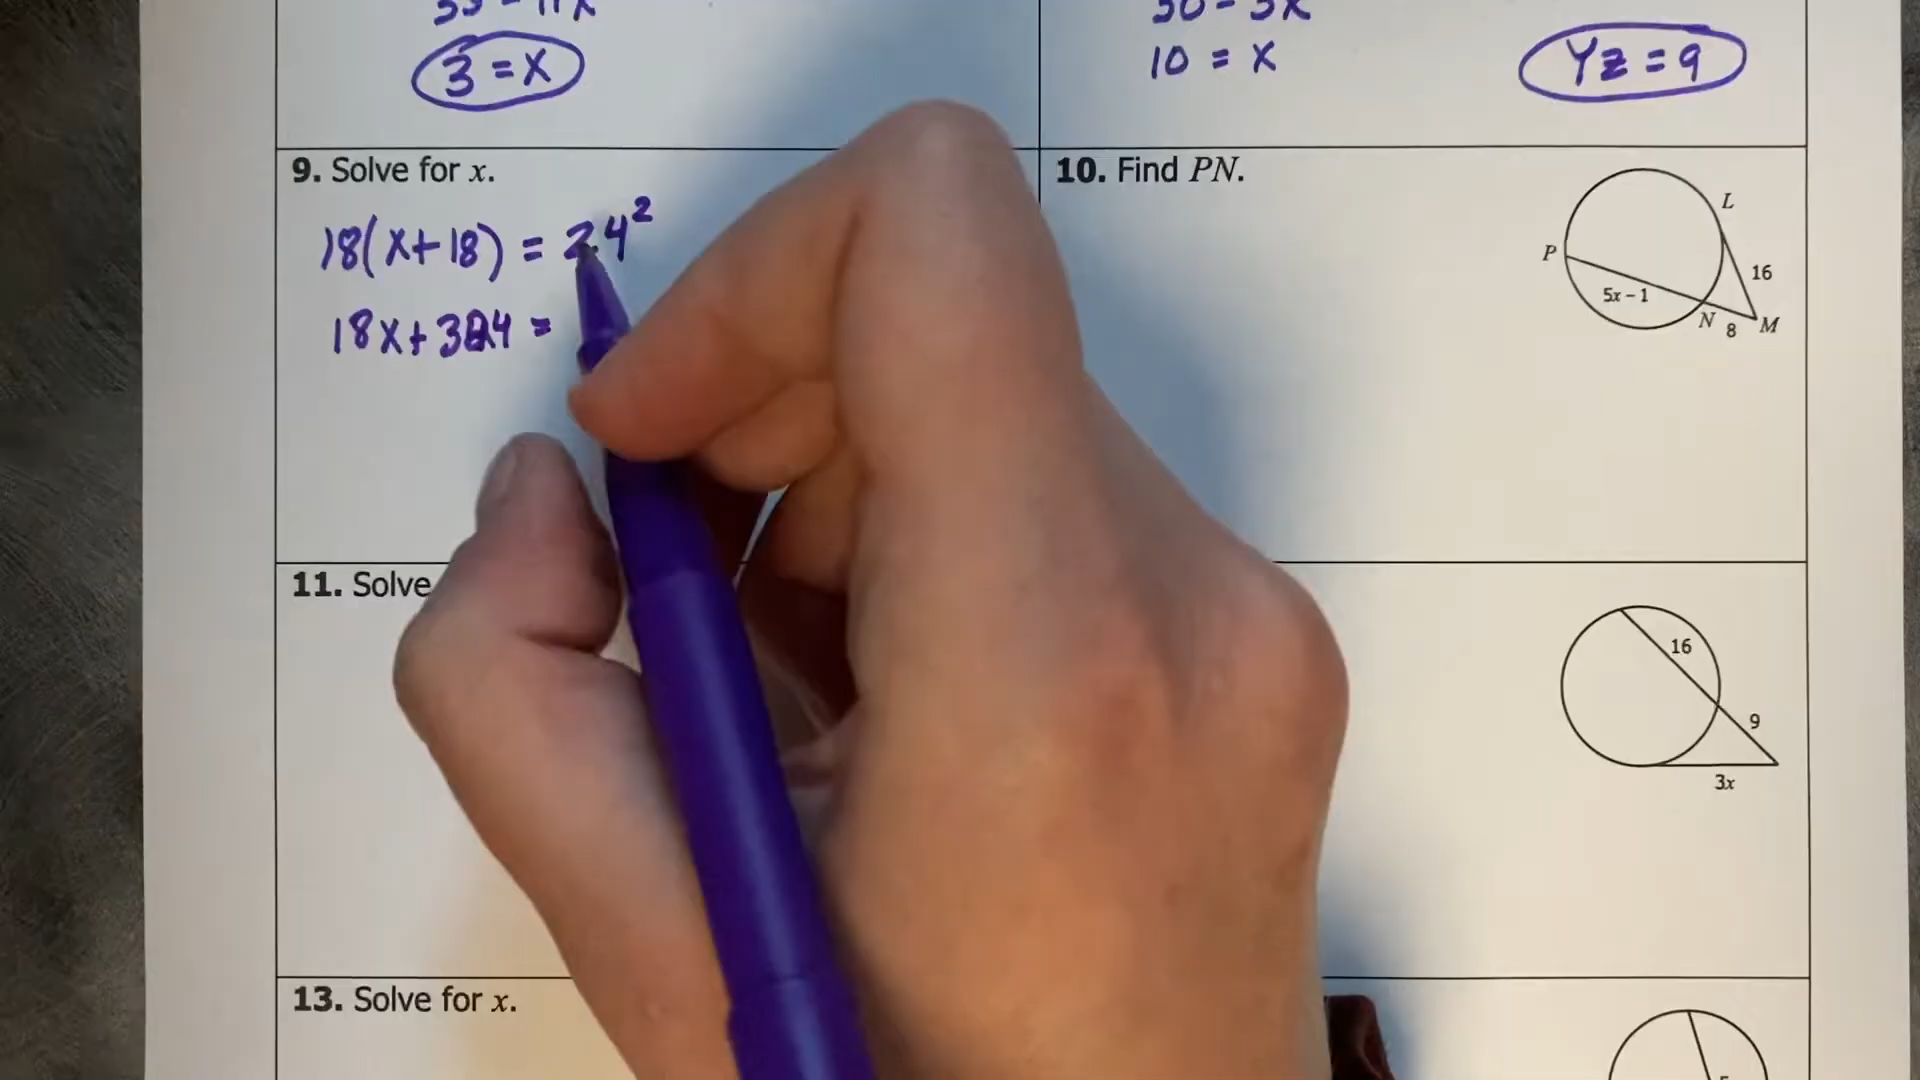 3 = x
10 = x
YZ = 9
9. Solve for x.
18(x+18) = 24²
18x+324 =
10. Find PN.
L
P
16
5x – 1
N
8
M
11. Solve
16
9
3x
13. Solve for x.